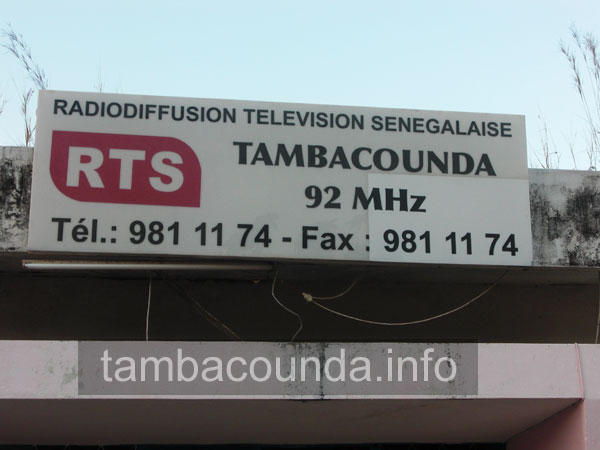 RADIODIFFUSION TELEVISION SENEGALAISE
RTS
TAMBACOUNDA
92 MHz
Tél.: 981 11 74 - Fax : 981 11 74
tambacounda.info